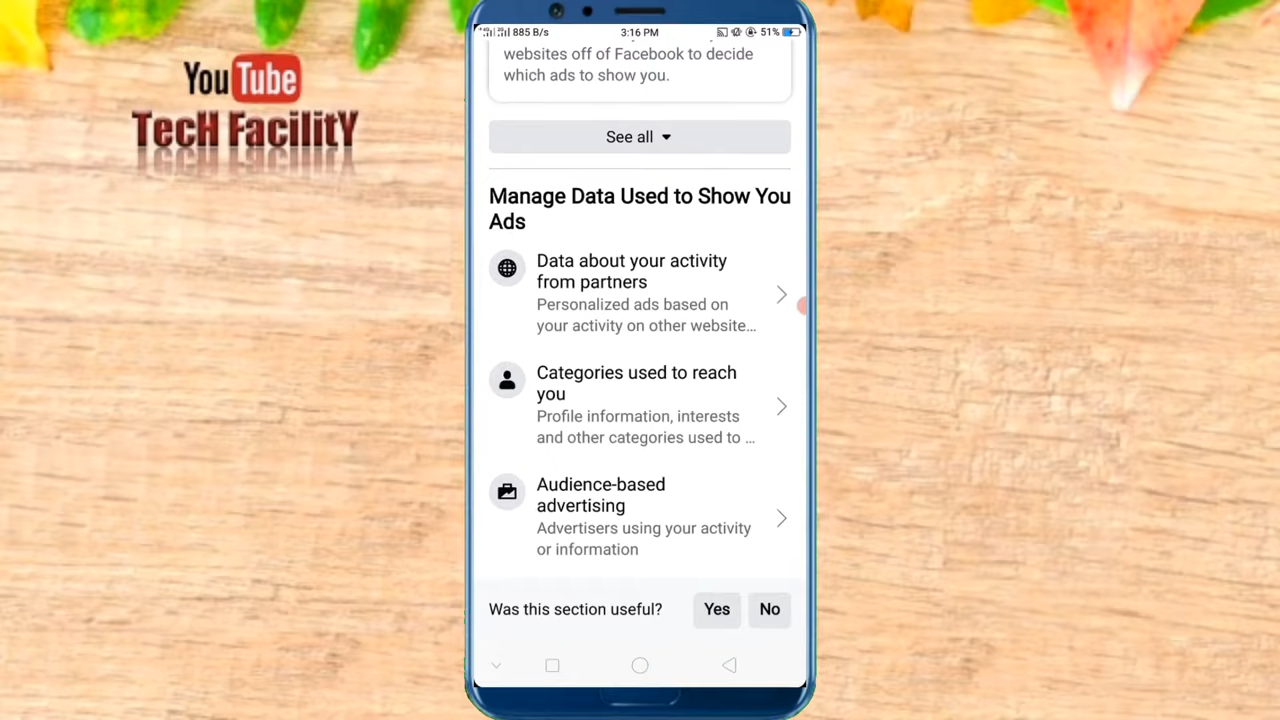 You Tube
TecH FacilitY
885 B/s
3:16 PM
51%
websites off of Facebook to decide
which ads to show you.
See all
Manage Data Used to Show You
Ads
Data about your activity
from partners
Personalized ads based on
your activity on other website...
Categories used to reach
you
Profile information, interests
and other categories used to ...
Audience-based
advertising
Advertisers using your activity
or information
Was this section useful?
Yes
No